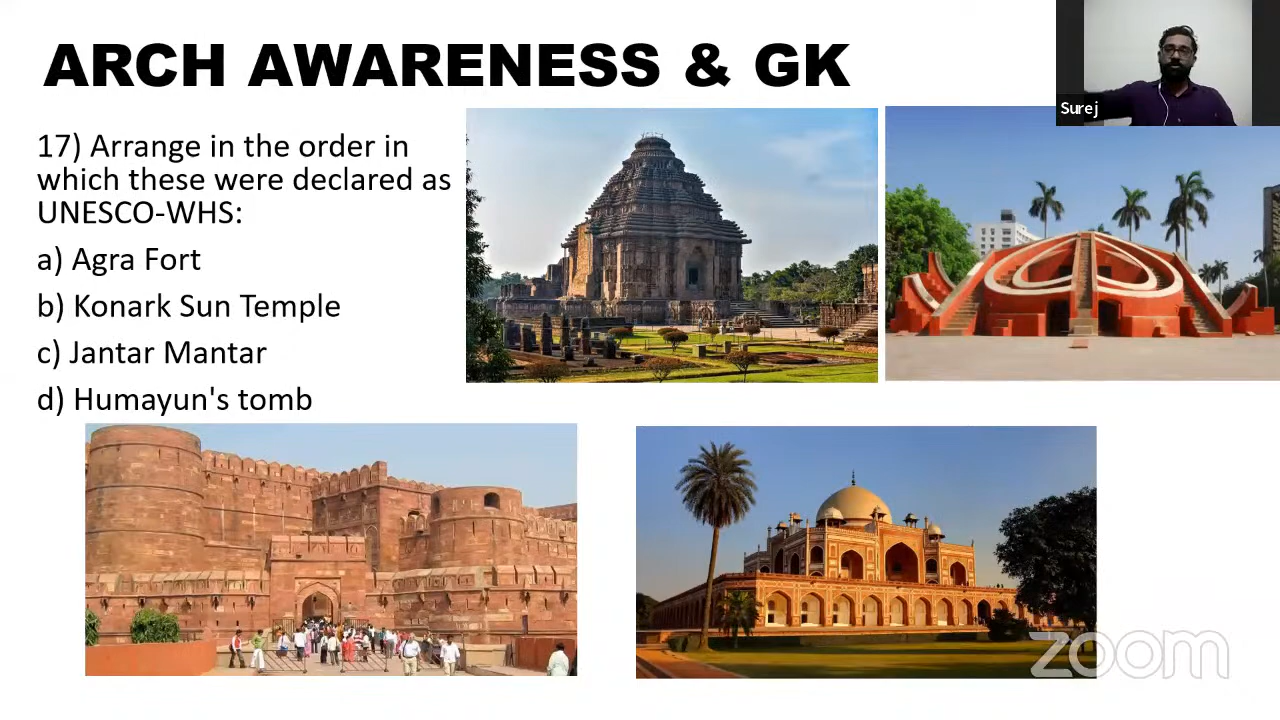 ARCH AWARENESS & GK
Surej
17) Arrange in the order in
which these were declared as
UNESCO-WHS:
a) Agra Fort
b) Konark Sun Temple
c) Jantar Mantar
d) Humayun's tomb
zoom